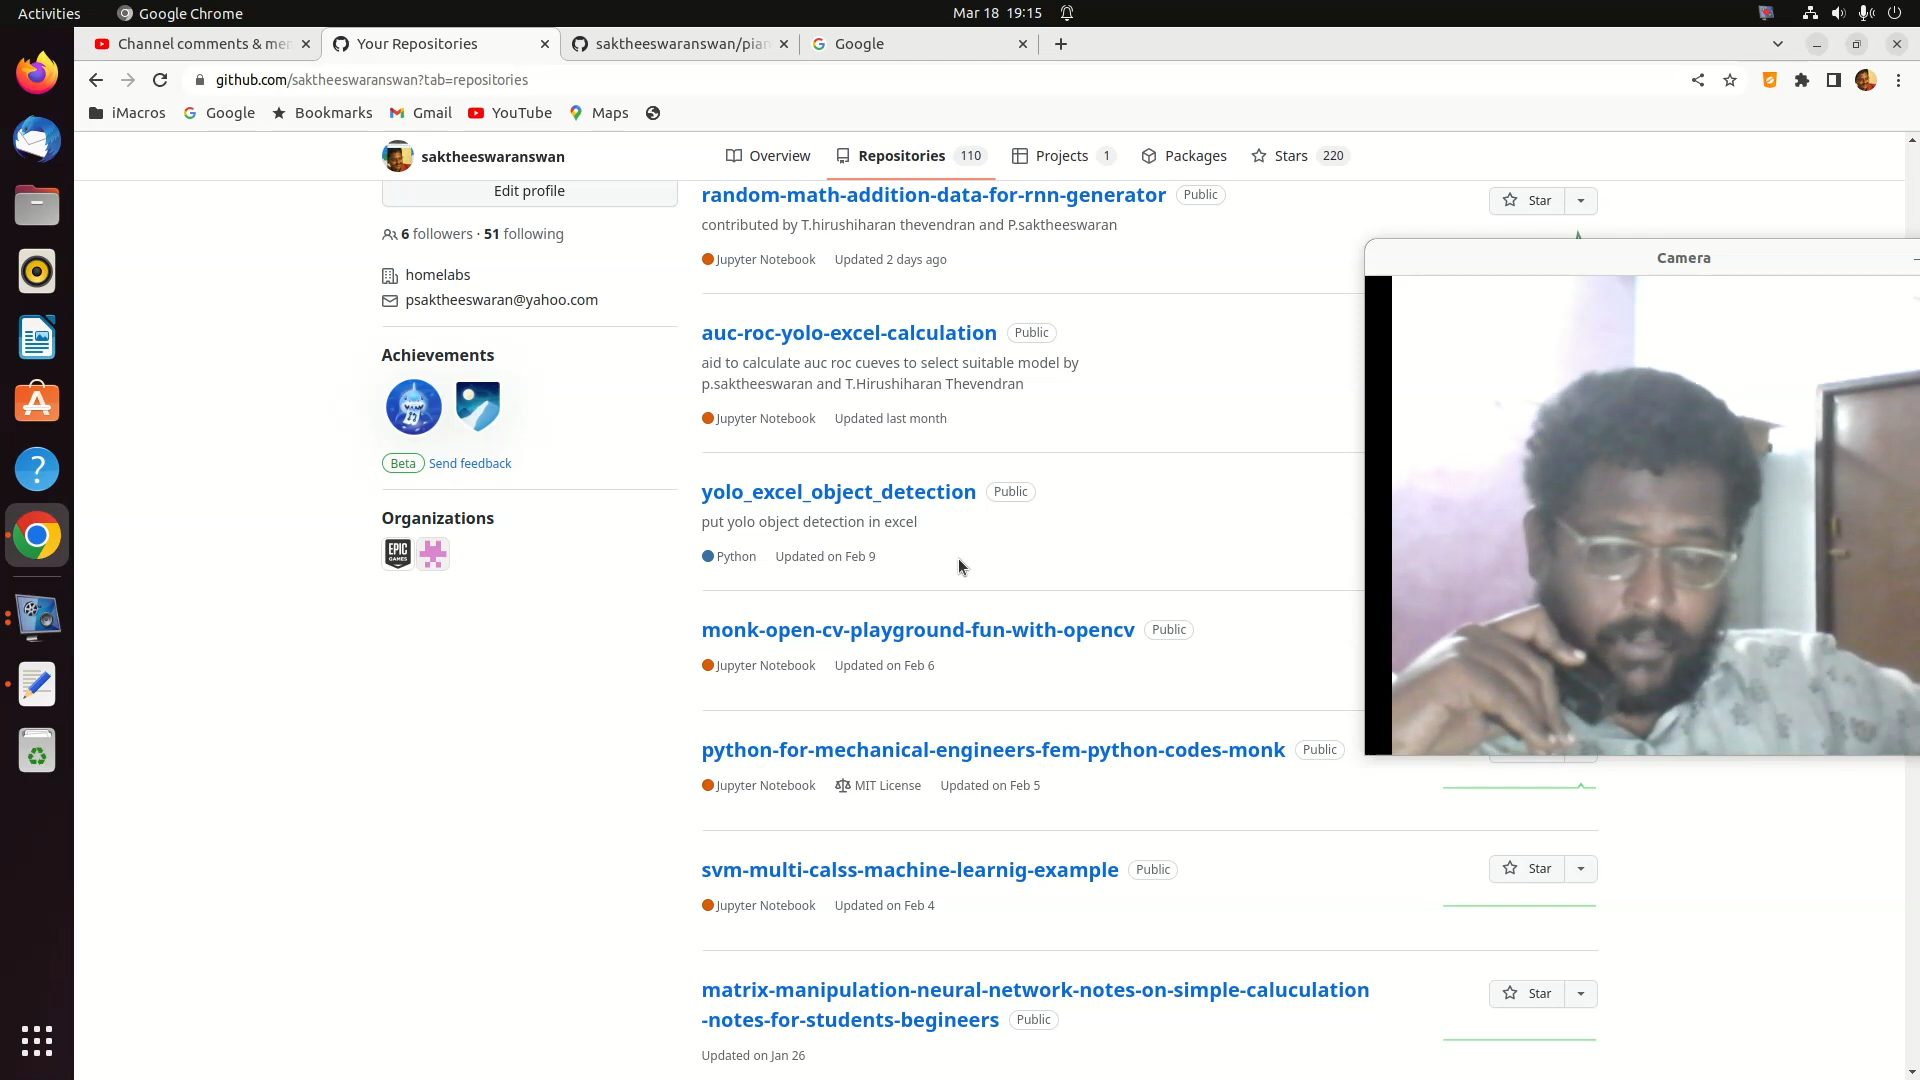 Activities
Google Chrome
Mar 18 19:15
Channel comments & mer
Your Repositories
saktheeswaranswan/pian
Google
github.com/saktheeswaranswan?tab=repositories
iMacros
Google
Bookmarks
Gmail
YouTube
Maps
saktheeswaranswan
Overview
Repositories 110
Projects 1
Packages
Stars 220
Edit profile
6 followers · 51 following
homelabs
psaktheeswaran@yahoo.com
Achievements
Beta Send feedback
Organizations
EPIC
GAMES
random-math-addition-data-for-rnn-generator Public
contributed by T.hirushiharan thevendran and P.saktheeswaran
Jupyter Notebook Updated 2 days ago
Star
auc-roc-yolo-excel-calculation Public
aid to calculate auc roc cueves to select suitable model by
p.saktheeswaran and T.Hirushiharan Thevendran
Jupyter Notebook Updated last month
yolo_excel_object_detection Public
put yolo object detection in excel
Python Updated on Feb 9
monk-open-cv-playground-fun-with-opencv Public
Jupyter Notebook Updated on Feb 6
python-for-mechanical-engineers-fem-python-codes-monk Public
Jupyter Notebook MIT License Updated on Feb 5
svm-multi-calss-machine-learnig-example Public
Jupyter Notebook Updated on Feb 4
Star
matrix-manipulation-neural-network-notes-on-simple-caluculation
-notes-for-students-begineers Public
Updated on Jan 26
Star
Camera